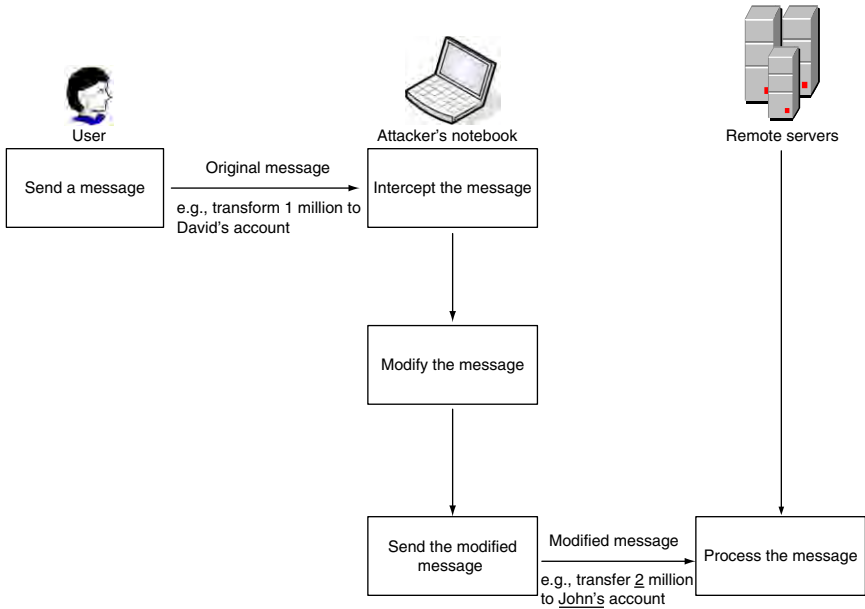 User
Attacker's notebook
Remote servers
Send a message
Original message
e.g., transform 1 million to
David's account
Intercept the message
Modify the message
Send the modified
message
Modified message
e.g., transfer 2 million
to John's account
Process the message